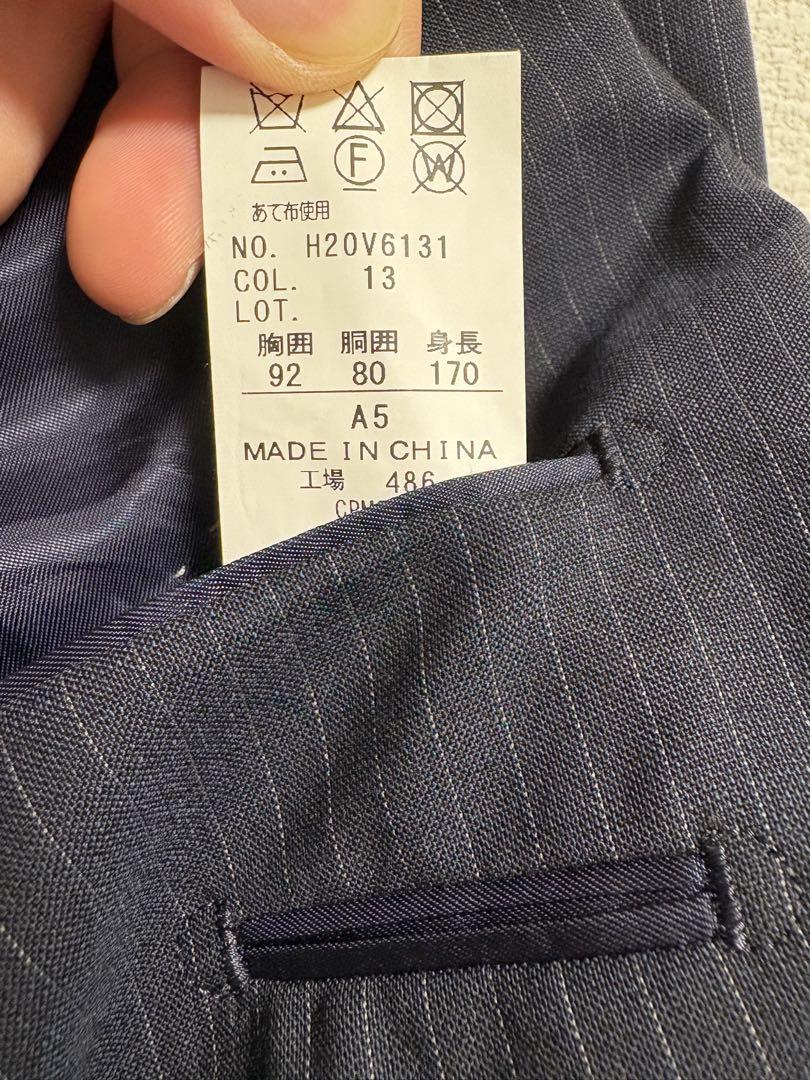 F W
あて布使用
NO. H20V6131
COL. 13
LOT.
胸囲 胴囲 身長
92 80 170
A5
MADE IN CHINA
工場 486